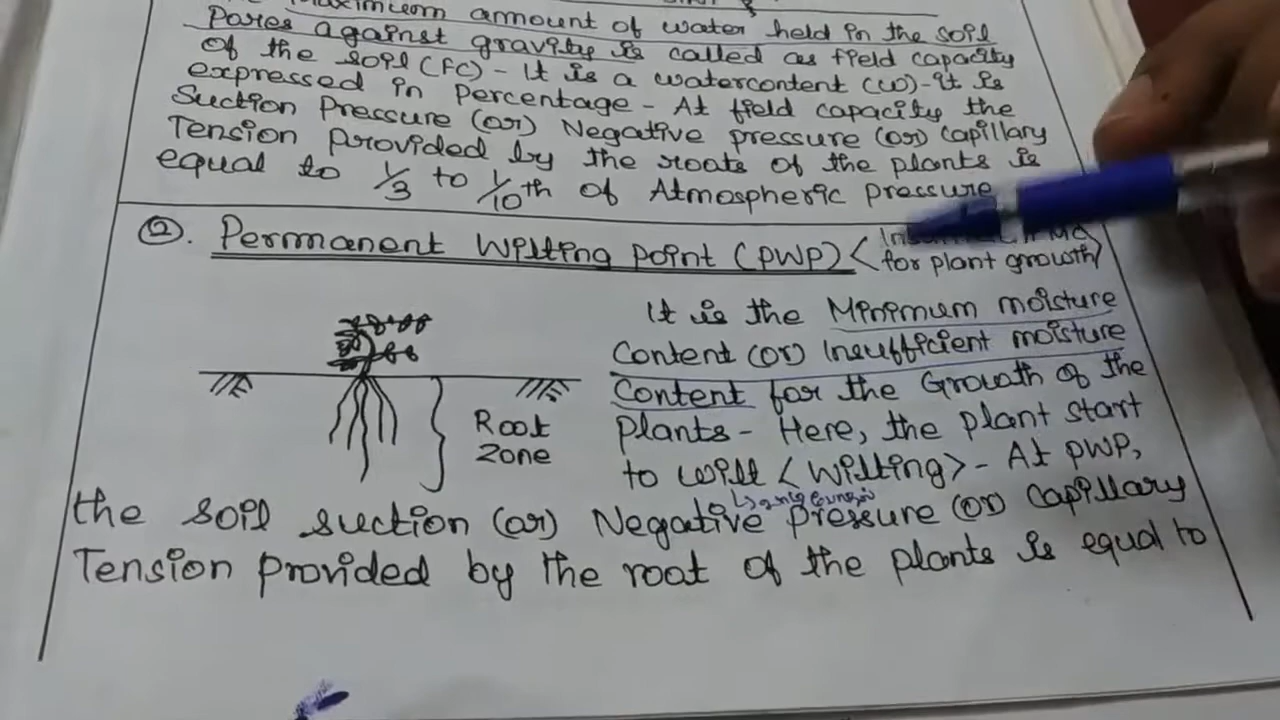 Maximum amount of water held in the soil
Pores against gravity is called as field capacity
of the soil (FC) - It is a watercontent (w) - it is
expressed in percentage - At field capacity the
Suction Pressure (or) Negative pressure (or) capillary
Tension provided by the roots of the plants is
equal to 1/3 to 1/10th of Atmospheric pressure
②. Permanent Wilting point (PWP) <
for plant growth>
It is the Minimum moisture
Content (or) Insufficient moisture
Content for the Growth of the
plants - Here, the plant start
to wilt <Wilting> - At PWP,
the soil suction (or) Negative pressure (or) capillary
Tension provided by the root of the plants is equal to
Root
Zone